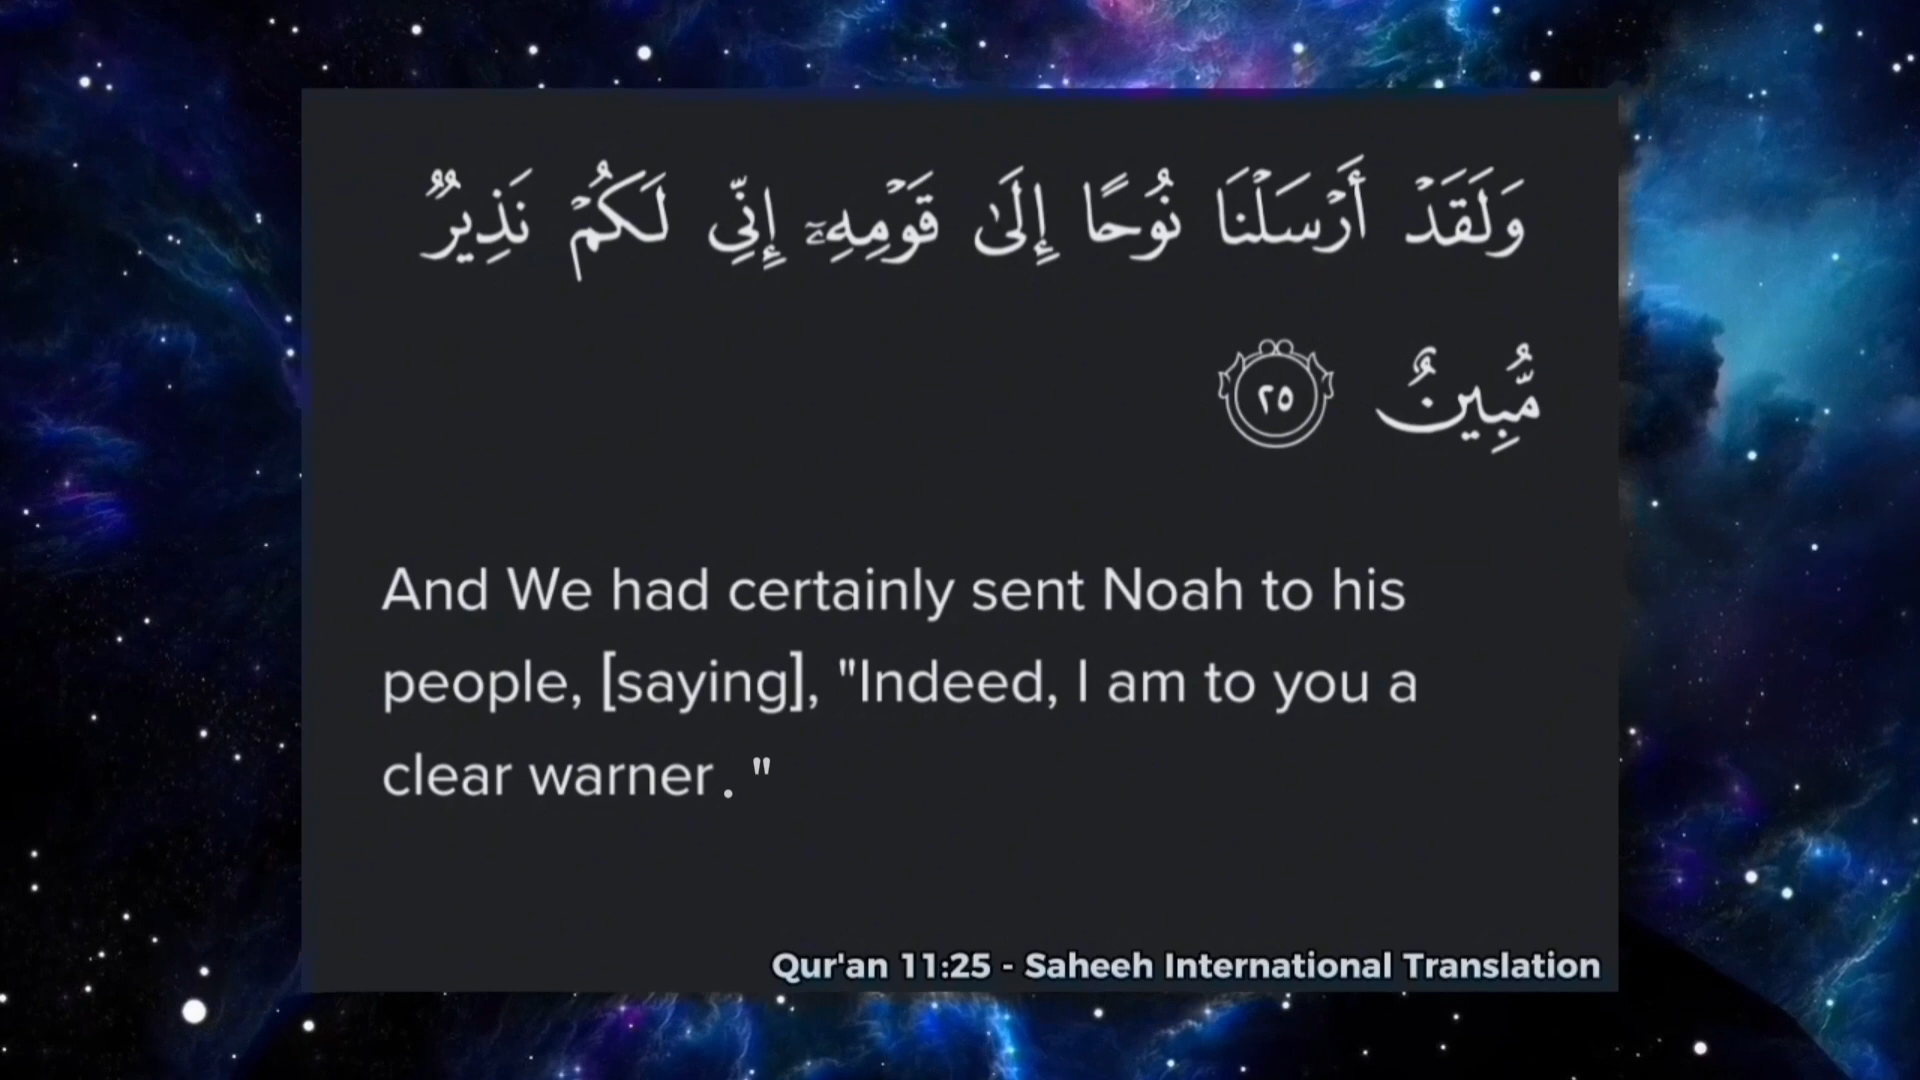 وَلَقَدۡ أَرۡسَلۡنَا نُوحًا إِلَىٰ قَوۡمِهِۦٓ إِنِّي لَكُمۡ نَذِيرٞ
مُّبِينٌ ٢٥
And We had certainly sent Noah to his
people, [saying], "Indeed, I am to you a
clear warner. "
Qur'an 11:25 - Saheeh International Translation